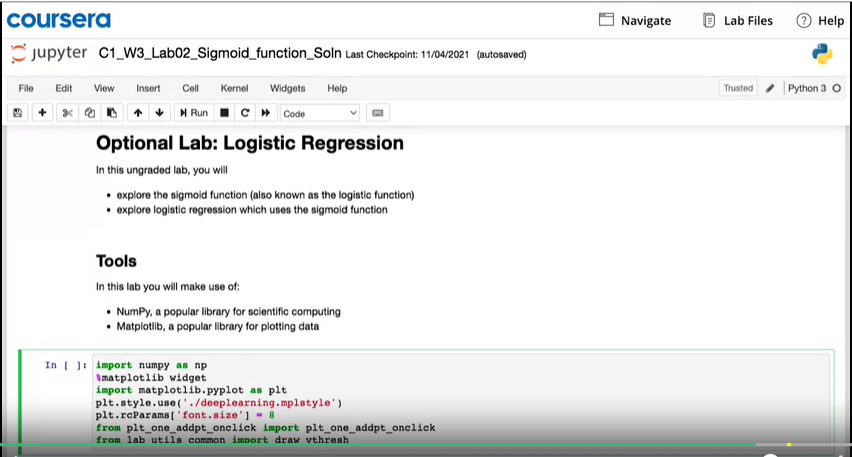 coursera
Navigate Lab Files Help
jupyter C1_W3_Lab02_Sigmoid_function_Soln Last Checkpoint: 11/04/2021 (autosaved)
File Edit View Insert Cell Kernel Widgets Help Trusted Python 3
Run Code
Optional Lab: Logistic Regression
In this ungraded lab, you will
• explore the sigmoid function (also known as the logistic function)
• explore logistic regression which uses the sigmoid function
Tools
In this lab you will make use of:
• NumPy, a popular library for scientific computing
• Matplotlib, a popular library for plotting data
In [ ]: import numpy as np
%matplotlib widget
import matplotlib.pyplot as plt
plt.style.use('./deeplearning.mplstyle')
plt.rcParams['font.size'] = 8
from plt_one_addpt_onclick import plt_one_addpt_onclick
from lab_utils_common import draw_vthresh